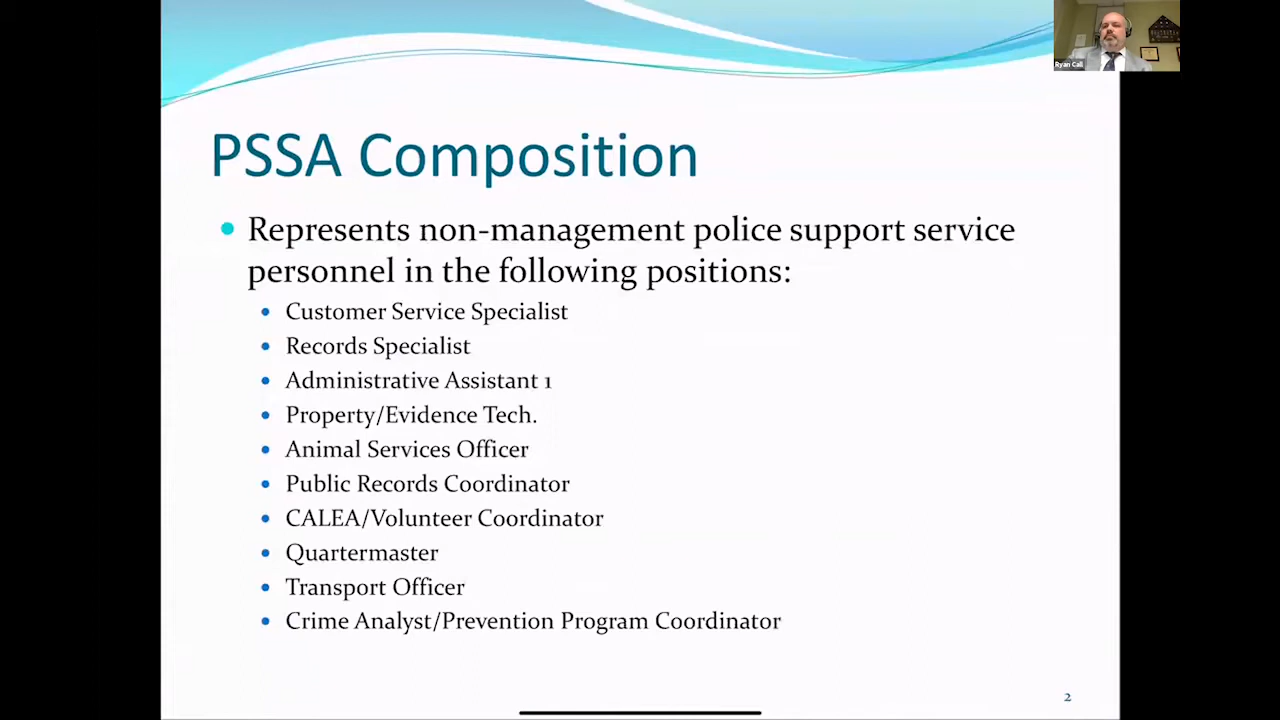 Ryan Call
PSSA Composition
Represents non-management police support service
personnel in the following positions:
Customer Service Specialist
Records Specialist
Administrative Assistant 1
Property/Evidence Tech.
Animal Services Officer
Public Records Coordinator
CALEA/Volunteer Coordinator
Quartermaster
Transport Officer
Crime Analyst/Prevention Program Coordinator
2